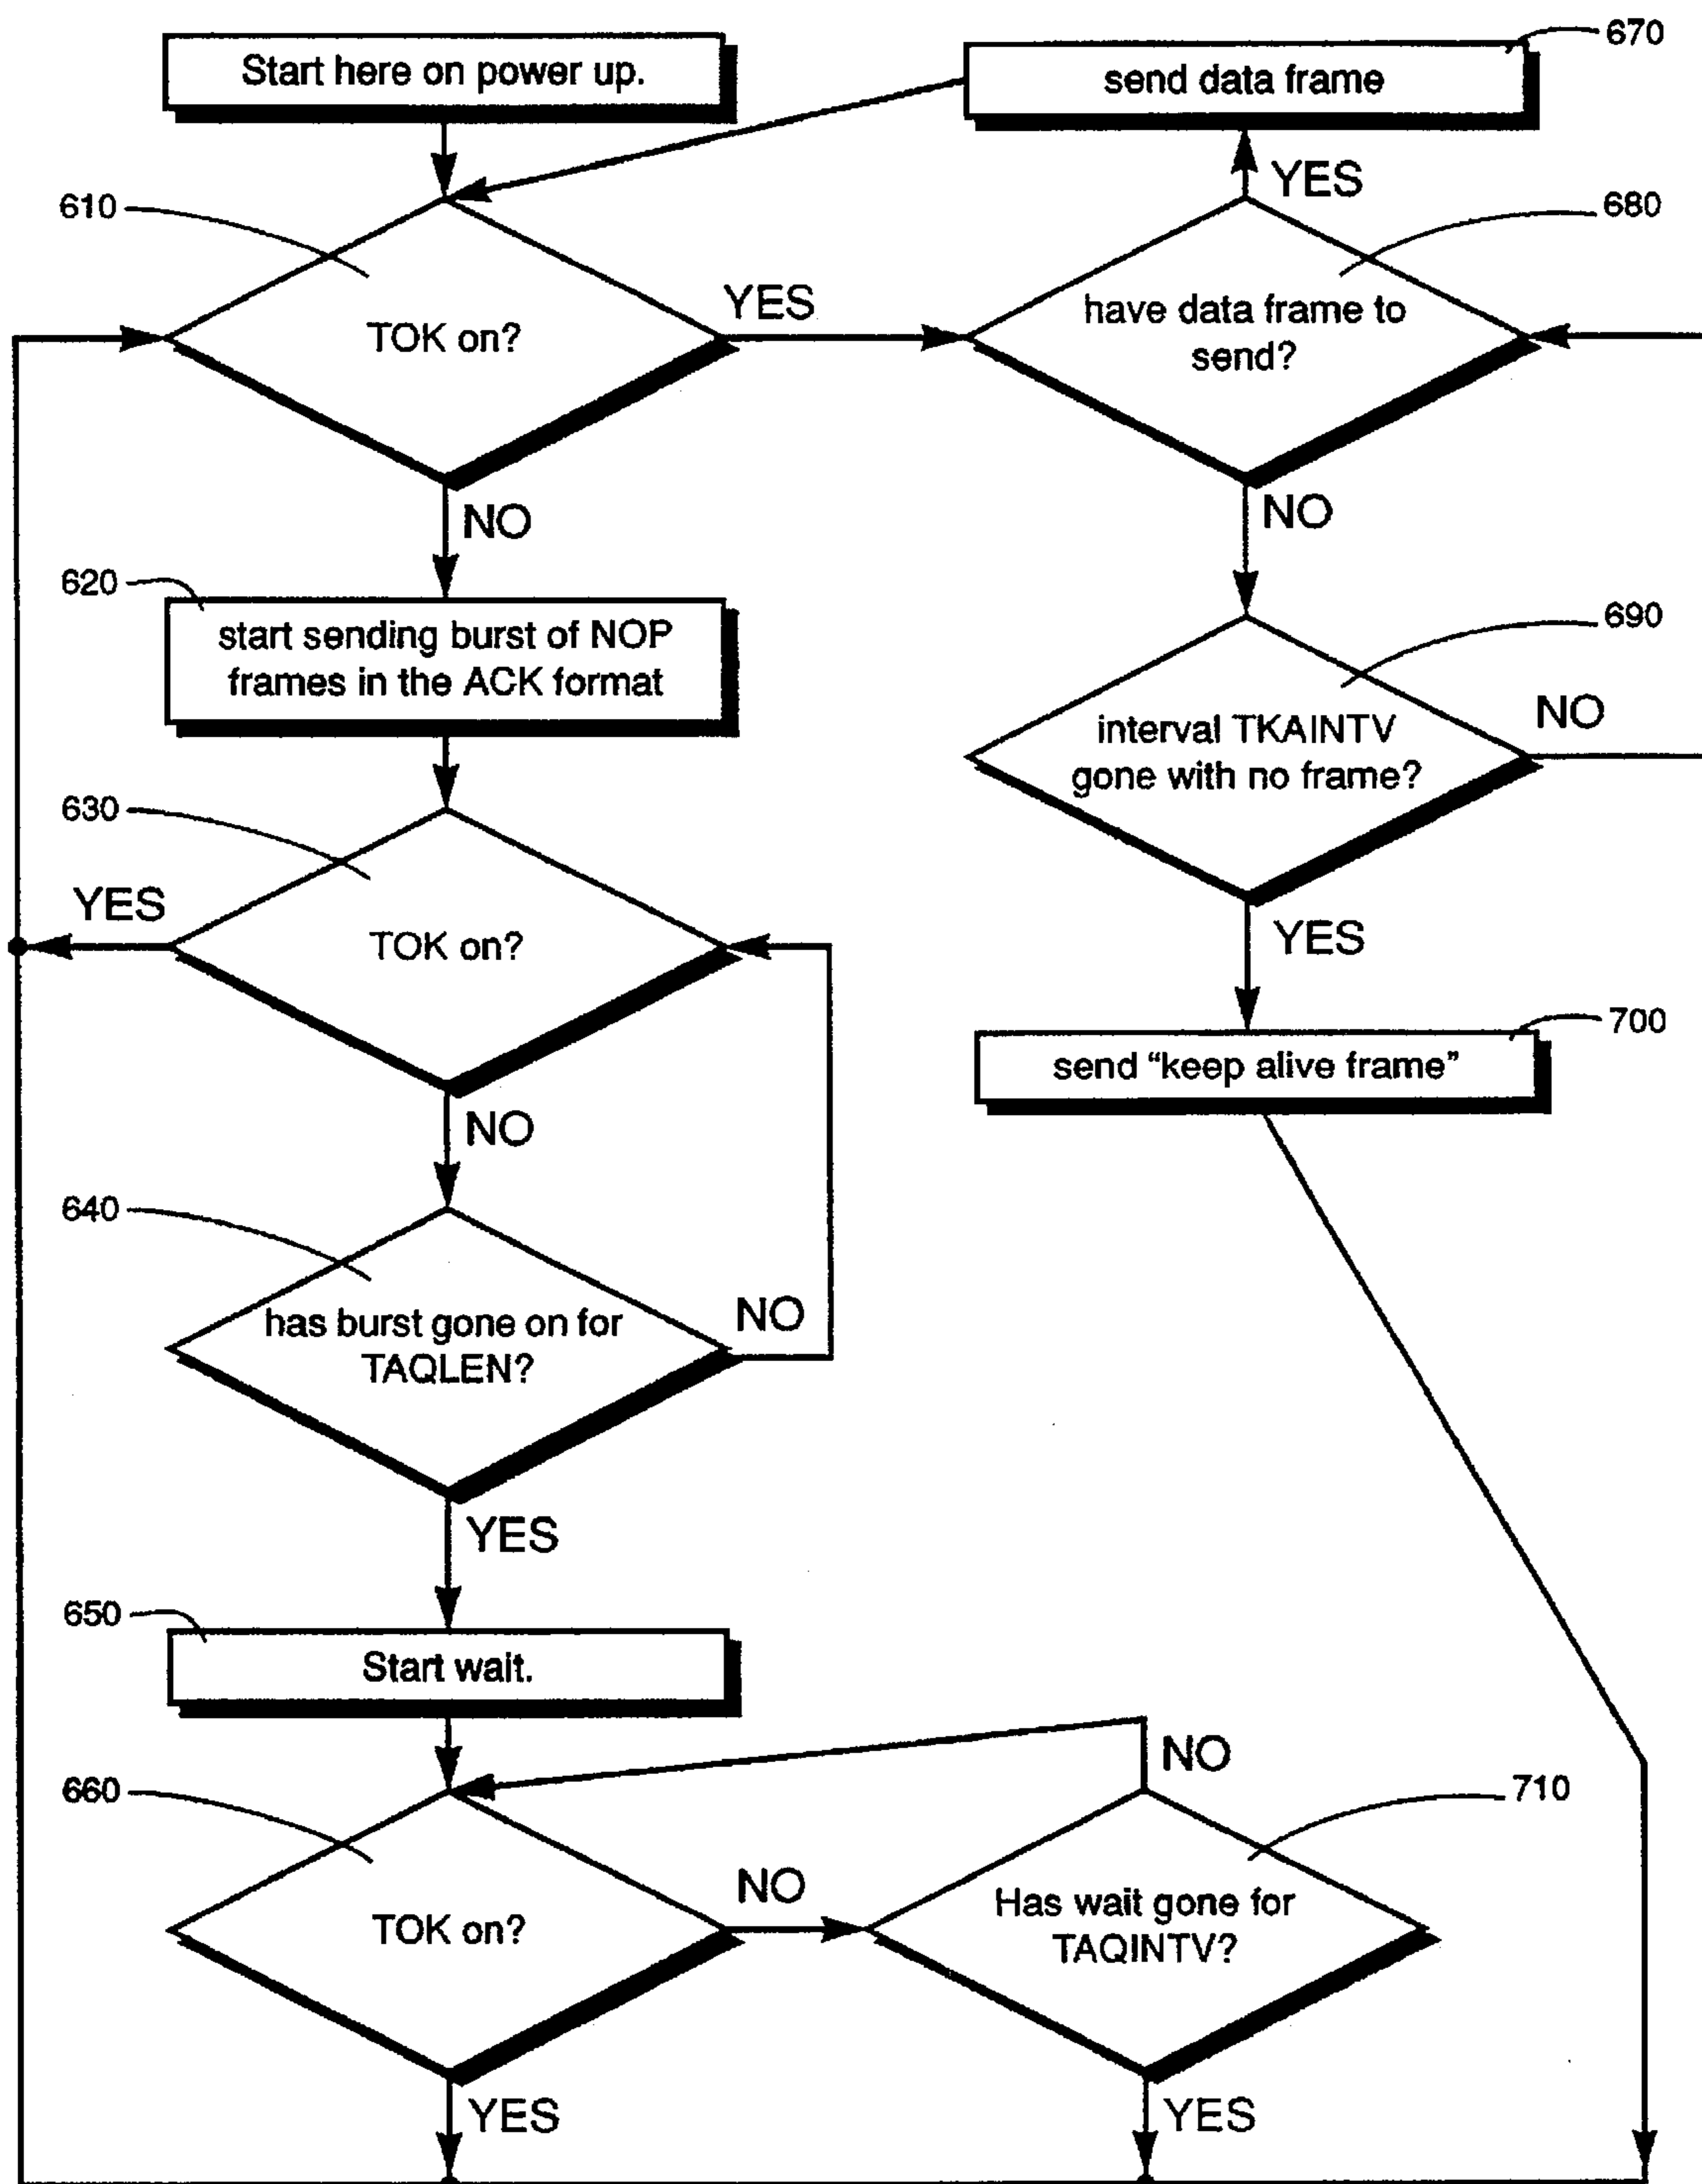 Start here on power up.
670
send data frame
YES
610
680
TOK on?
YES
have data frame to
send?
NO
NO
620
start sending burst of NOP
frames in the ACK format
690
interval TKAINTV
gone with no frame?
NO
630
YES
TOK on?
YES
700
send “keep alive frame”
NO
640
has burst gone on for
TAQLEN?
NO
YES
650
Start wait.
NO
660
710
TOK on?
NO
Has wait gone for
TAQINTV?
YES
YES